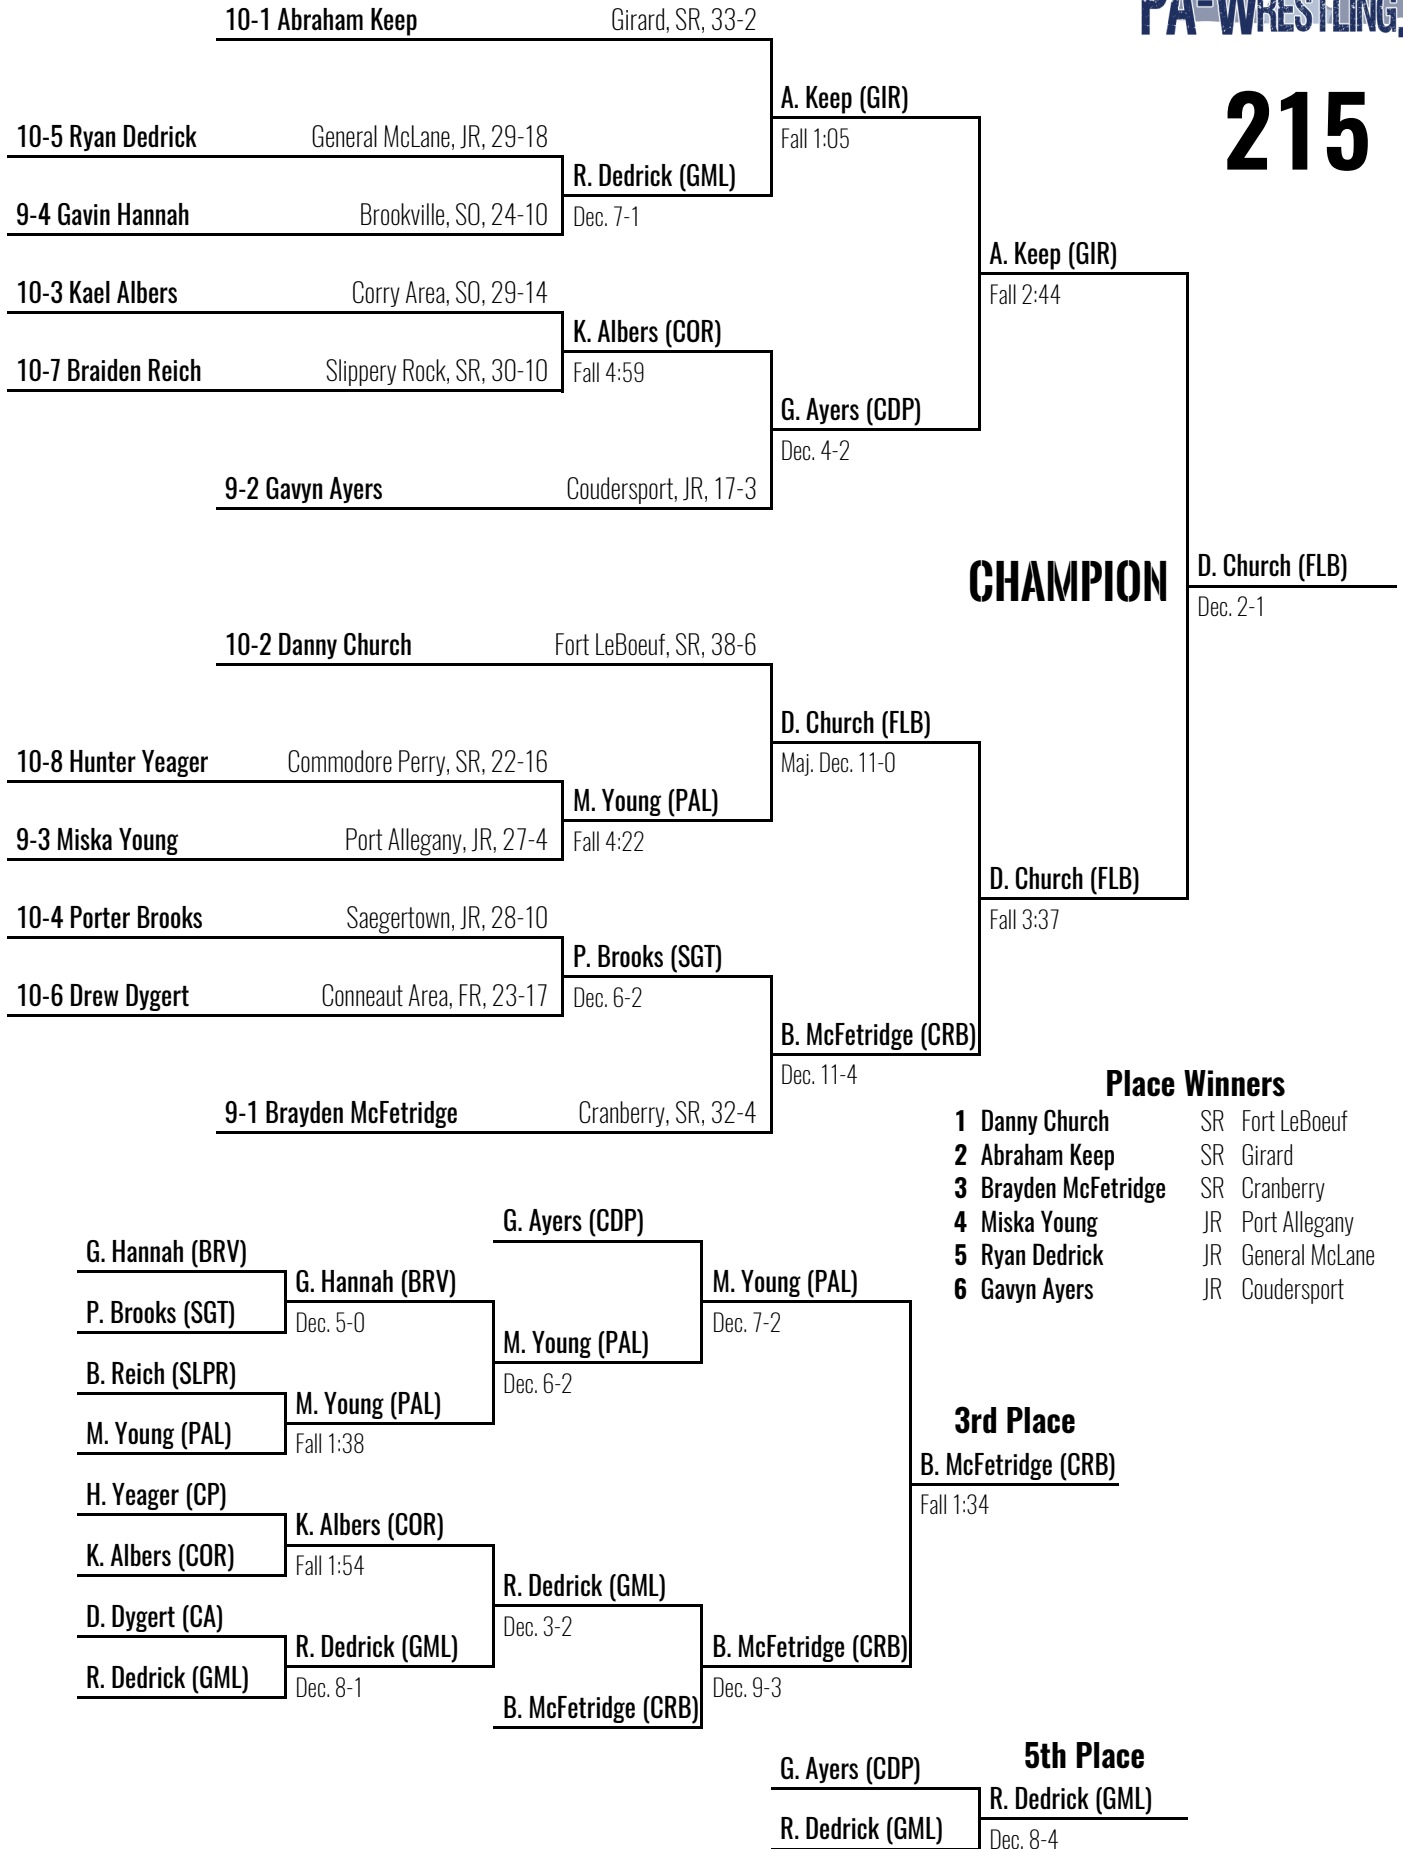 PA-WRESTLING.
215
10-1 Abraham Keep Girard, SR, 33-2
A. Keep (GIR)
Fall 1:05
10-5 Ryan Dedrick General McLane, JR, 29-18
R. Dedrick (GML)
Dec. 7-1
9-4 Gavin Hannah Brookville, SO, 24-10
A. Keep (GIR)
Fall 2:44
10-3 Kael Albers Corry Area, SO, 29-14
K. Albers (COR)
Fall 4:59
10-7 Braiden Reich Slippery Rock, SR, 30-10
G. Ayers (CDP)
Dec. 4-2
9-2 Gavyn Ayers Coudersport, JR, 17-3
CHAMPION
D. Church (FLB)
Dec. 2-1
10-2 Danny Church Fort LeBoeuf, SR, 38-6
D. Church (FLB)
Maj. Dec. 11-0
10-8 Hunter Yeager Commodore Perry, SR, 22-16
M. Young (PAL)
Fall 4:22
9-3 Miska Young Port Allegany, JR, 27-4
D. Church (FLB)
Fall 3:37
10-4 Porter Brooks Saegertown, JR, 28-10
P. Brooks (SGT)
Dec. 6-2
10-6 Drew Dygert Conneaut Area, FR, 23-17
B. McFetridge (CRB)
Dec. 11-4
9-1 Brayden McFetridge Cranberry, SR, 32-4
Place Winners
1 Danny Church SR Fort LeBoeuf
2 Abraham Keep SR Girard
3 Brayden McFetridge SR Cranberry
4 Miska Young JR Port Allegany
5 Ryan Dedrick JR General McLane
6 Gavyn Ayers JR Coudersport
G. Ayers (CDP)
G. Hannah (BRV)
G. Hannah (BRV)
Dec. 5-0
P. Brooks (SGT)
M. Young (PAL)
Dec. 7-2
M. Young (PAL)
Dec. 6-2
B. Reich (SLPR)
M. Young (PAL)
Fall 1:38
M. Young (PAL)
3rd Place
B. McFetridge (CRB)
Fall 1:34
H. Yeager (CP)
K. Albers (COR)
Fall 1:54
K. Albers (COR)
R. Dedrick (GML)
Dec. 3-2
D. Dygert (CA)
R. Dedrick (GML)
Dec. 8-1
R. Dedrick (GML)
B. McFetridge (CRB)
Dec. 9-3
B. McFetridge (CRB)
5th Place
G. Ayers (CDP)
R. Dedrick (GML)
Dec. 8-4
R. Dedrick (GML)